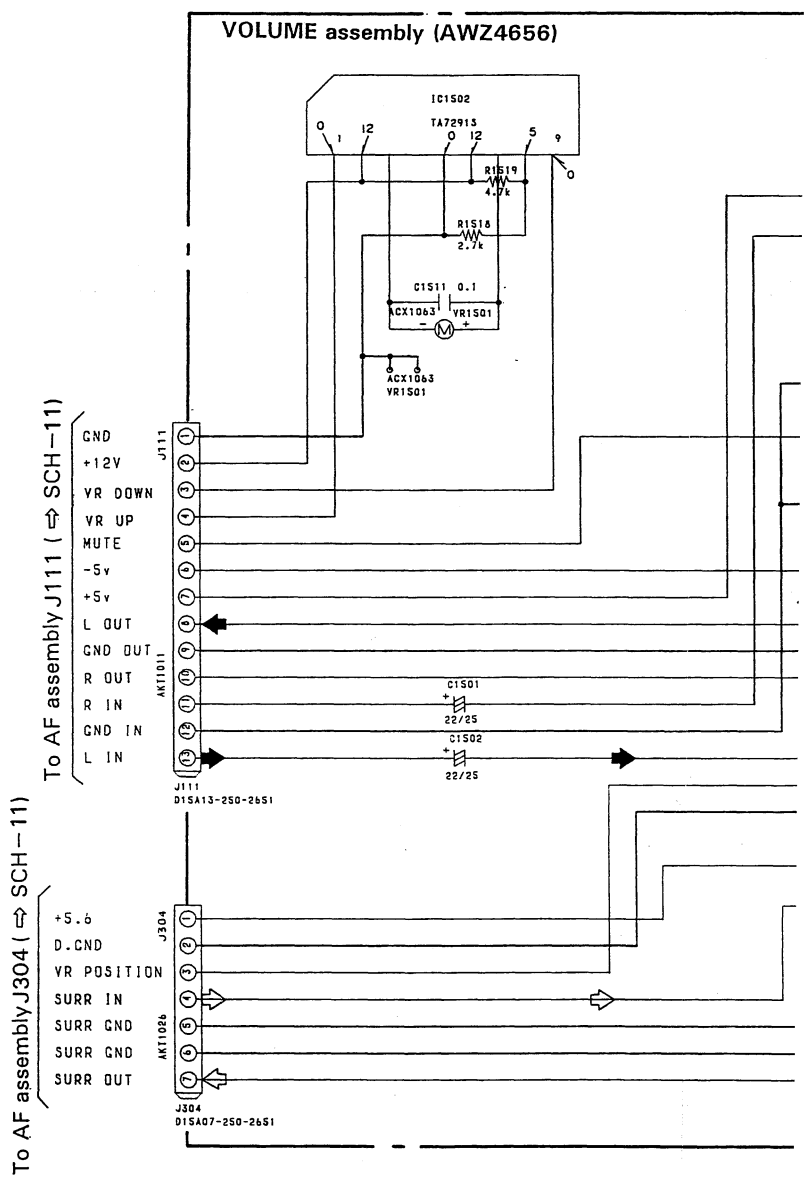 VOLUME assembly (AWZ4656)
IC1502
TA7291S
0 1 12 0 12 5 9
0
R1519
4.7k
R1518
2.7k
C1511 0.1
ACX1063 VR1501
- M +
ACX1063
VR1501
To AF assembly J111 (⇨ SCH-11)
J111
GND 1
+12V 2
VR DOWN 3
VR UP 4
MUTE 5
-5v 6
+5v 7
L OUT 8
GND OUT 9
R OUT 10
R IN 11
GND IN 12
L IN 13
AKT1011
C1501
+
22/25
C1502
+
22/25
J111
D15A13-250-2651
To AF assembly J304 (⇨ SCH-11)
J304
+5.6 1
D.GND 2
VR POSITION 3
SURR IN 4
SURR GND 5
SURR GND 6
SURR OUT 7
AKT1026
J304
D15A07-250-2651